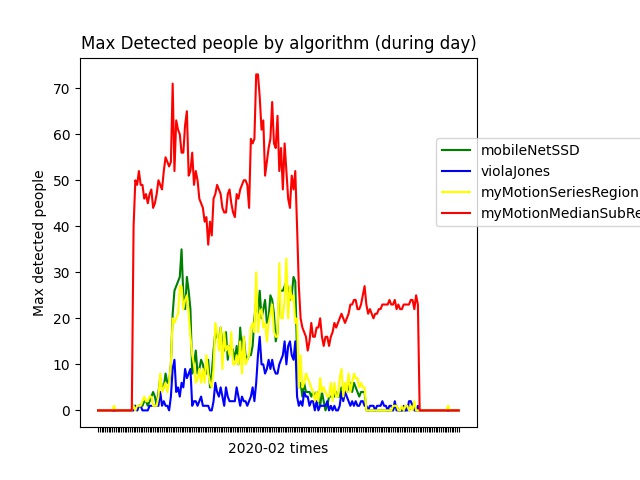 Max Detected people by algorithm (during day)
Max detected people
70
60
50
40
30
20
10
0
2020-02 times
mobileNetSSD
violaJones
myMotionSeriesRegion
myMotionMedianSubRe